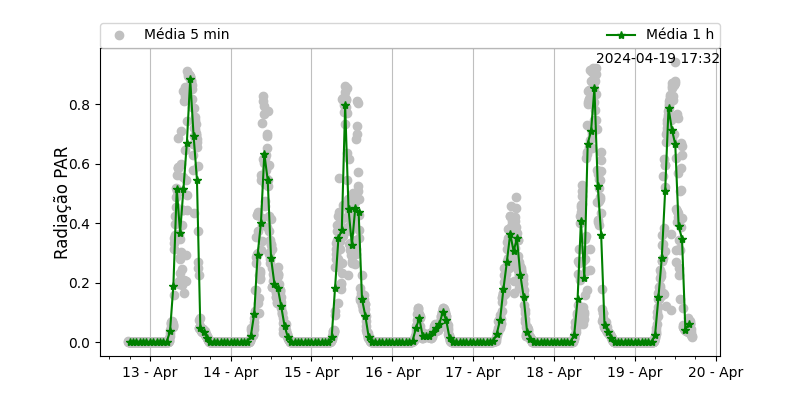 Média 5 min
Média 1 h
2024-04-19 17:32
Radiação PAR
0.8
0.6
0.4
0.2
0.0
13 - Apr
14 - Apr
15 - Apr
16 - Apr
17 - Apr
18 - Apr
19 - Apr
20 - Apr